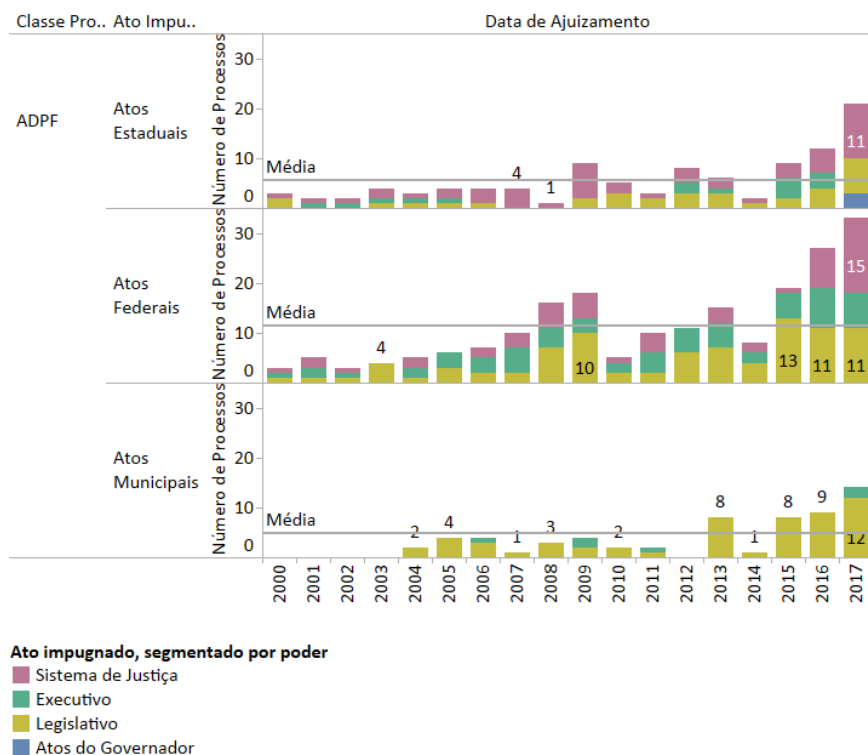 Classe Pro.. Ato Impu.. Data de Ajuizamento
ADPF
Atos
Estaduais
Número de Processos
30
20
10
0
Média
4
1
11
Atos
Federais
Número de Processos
30
20
10
0
Média
4
10
13
11
15
11
Atos
Municipais
Número de Processos
30
20
10
0
Média
2
4
1
3
2
8
1
8
9
12
2000 2001 2002 2003 2004 2005 2006 2007 2008 2009 2010 2011 2012 2013 2014 2015 2016 2017
Ato impugnado, segmentado por poder
Sistema de Justiça
Executivo
Legislativo
Atos do Governador